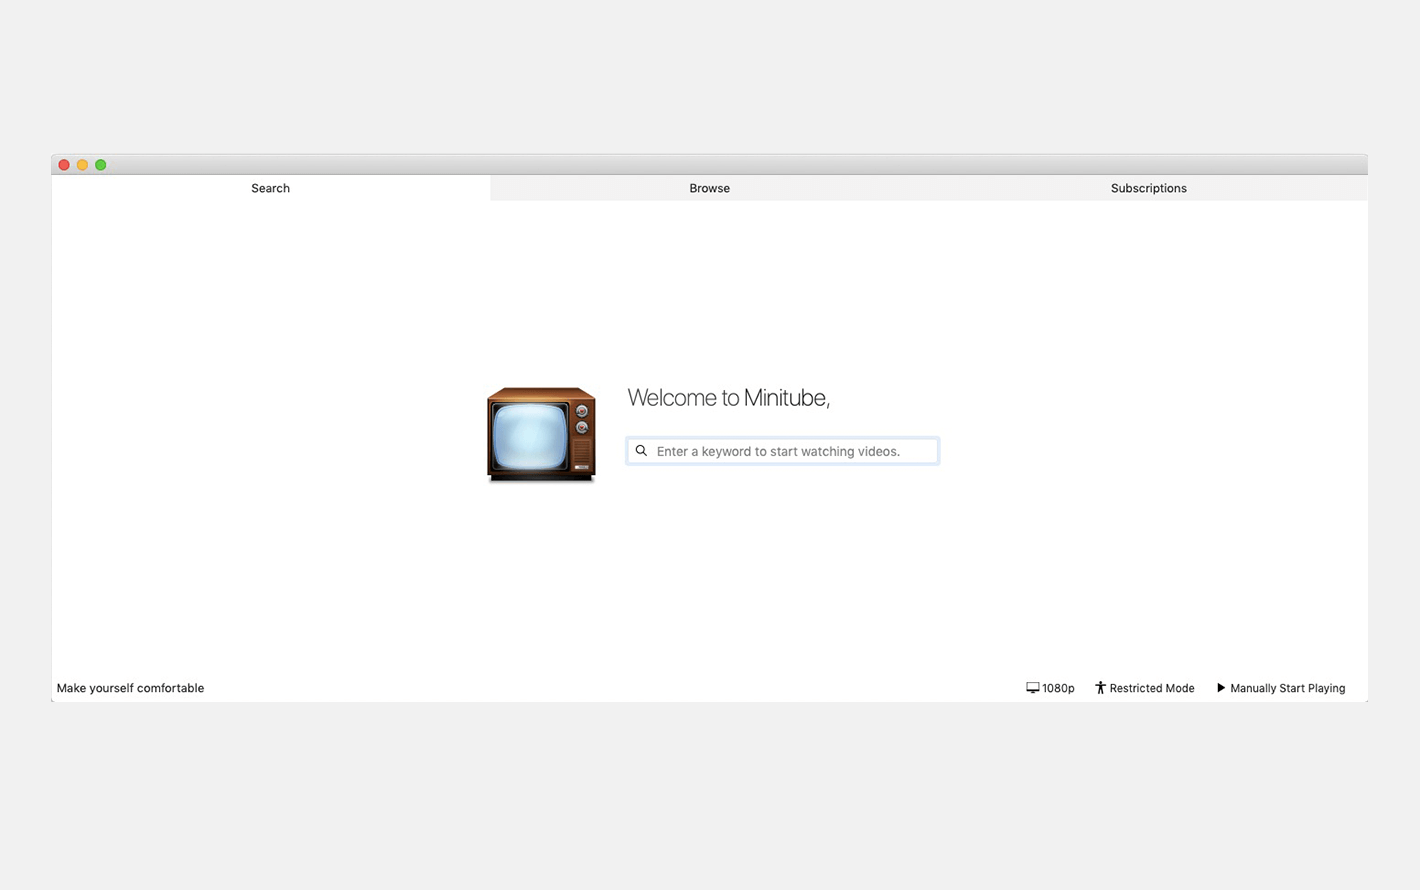 Search
Browse
Subscriptions
Welcome to Minitube,
Enter a keyword to start watching videos.
Make yourself comfortable
1080p
Restricted Mode
Manually Start Playing